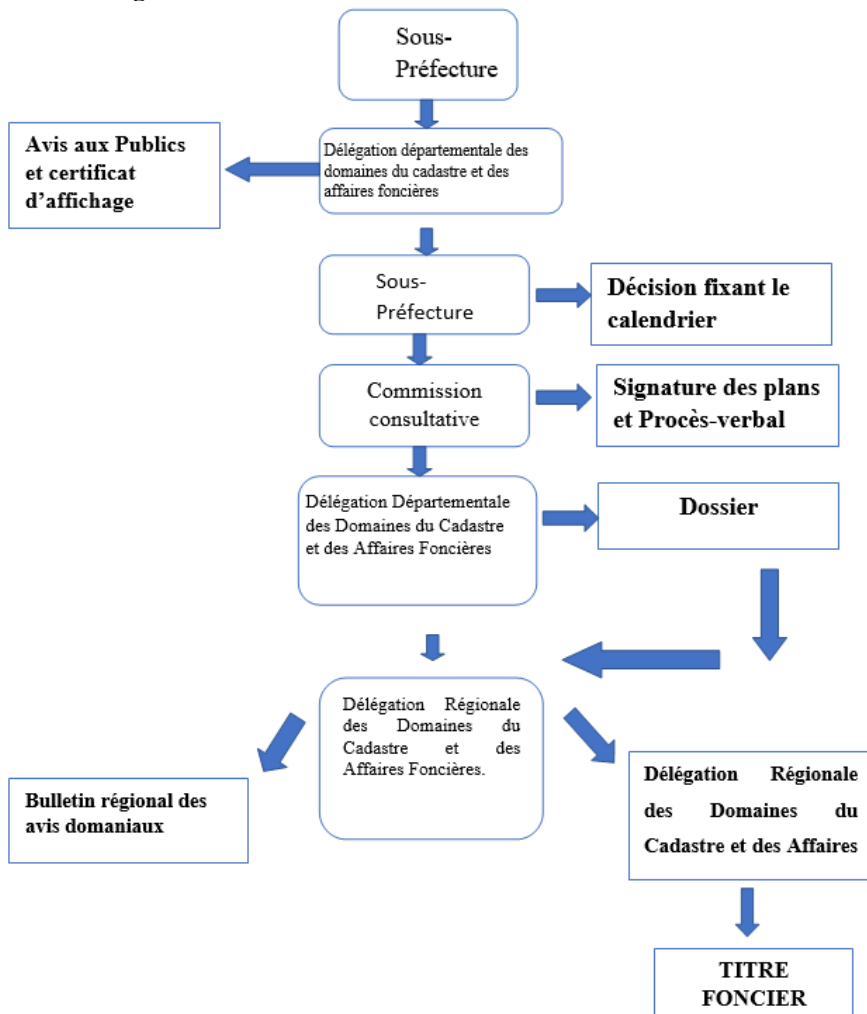 Sous-
Préfecture
Avis aux Publics
et certificat
d’affichage
Délégation départementale des
domaines du cadastre et des
affaires foncières
Sous-
Préfecture
Décision fixant le
calendrier
Commission
consultative
Signature des plans
et Procès-verbal
Délégation Départementale
des Domaines du Cadastre
et des Affaires Foncières
Dossier
Délégation Régionale
des Domaines du
Cadastre et des
Affaires Foncières.
Bulletin régional des
avis domaniaux
Délégation Régionale
des Domaines du
Cadastre et des Affaires
TITRE
FONCIER